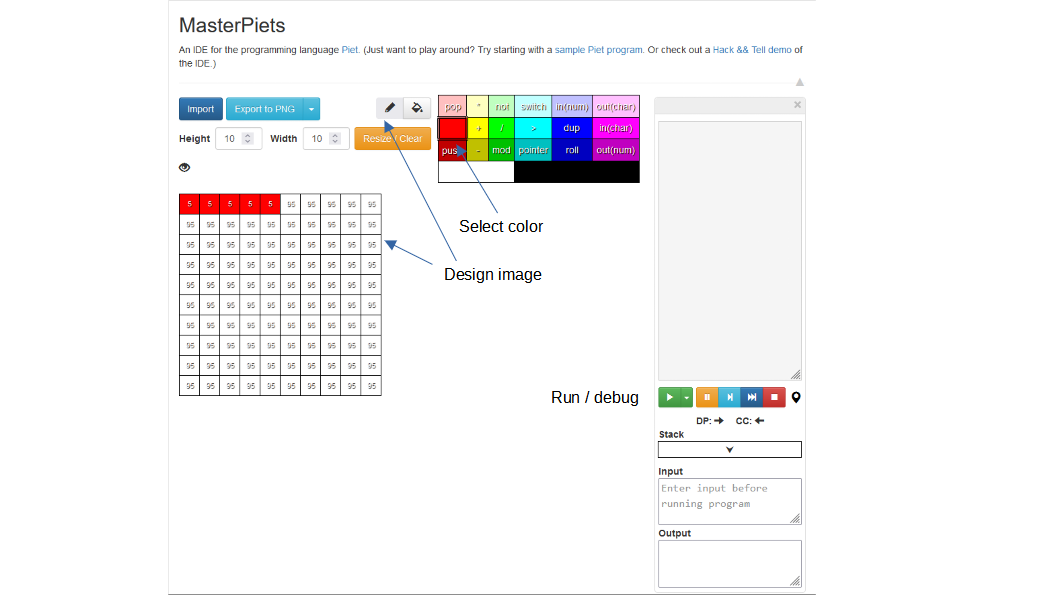 MasterPiets
An IDE for the programming language Piet. (Just want to play around? Try starting with a sample Piet program. Or check out a Hack && Tell demo of
the IDE.)
Import Export to PNG
Height 10 Width 10 Resize / Clear
pop * not switch in(num) out(char)
+ / > dup in(char)
push - mod pointer roll out(num)
5 5 5 5 5 95 95 95 95 95
95 95 95 95 95 95 95 95 95 95
95 95 95 95 95 95 95 95 95 95
95 95 95 95 95 95 95 95 95 95
95 95 95 95 95 95 95 95 95 95
95 95 95 95 95 95 95 95 95 95
95 95 95 95 95 95 95 95 95 95
95 95 95 95 95 95 95 95 95 95
95 95 95 95 95 95 95 95 95 95
95 95 95 95 95 95 95 95 95 95
Select color
Design image
Run / debug
DP: CC:
Stack
Input
Enter input before
running program
Output